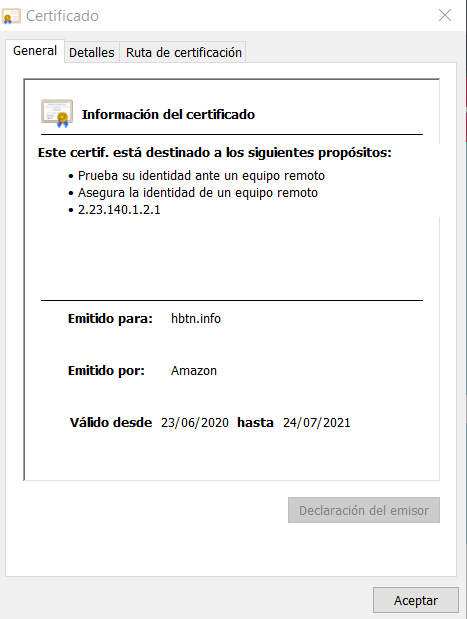 Certificado
General Detalles Ruta de certificación
Información del certificado
Este certif. está destinado a los siguientes propósitos:
• Prueba su identidad ante un equipo remoto
• Asegura la identidad de un equipo remoto
• 2.23.140.1.2.1
Emitido para: hbtn.info
Emitido por: Amazon
Válido desde 23/06/2020 hasta 24/07/2021
Declaración del emisor
Aceptar